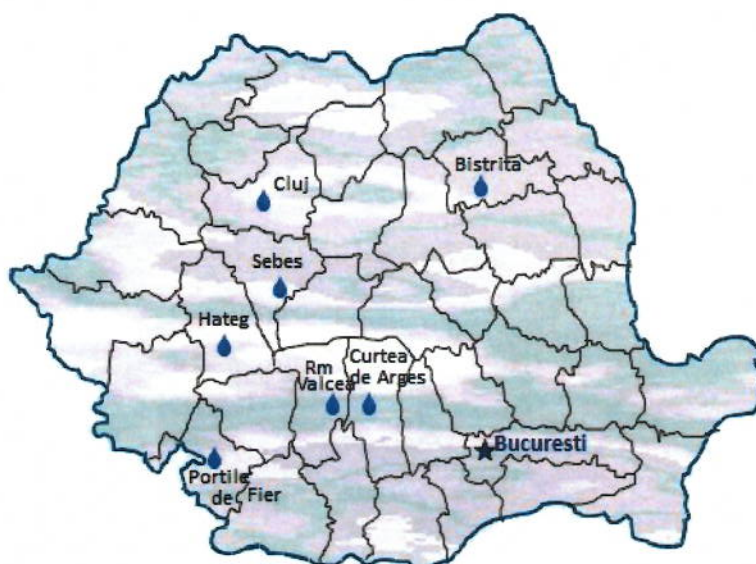 Bistrita
Cluj
Sebes
Hateg
Rm
Valcea
Curtea
de Arges
Bucuresti
Portile
de Fier